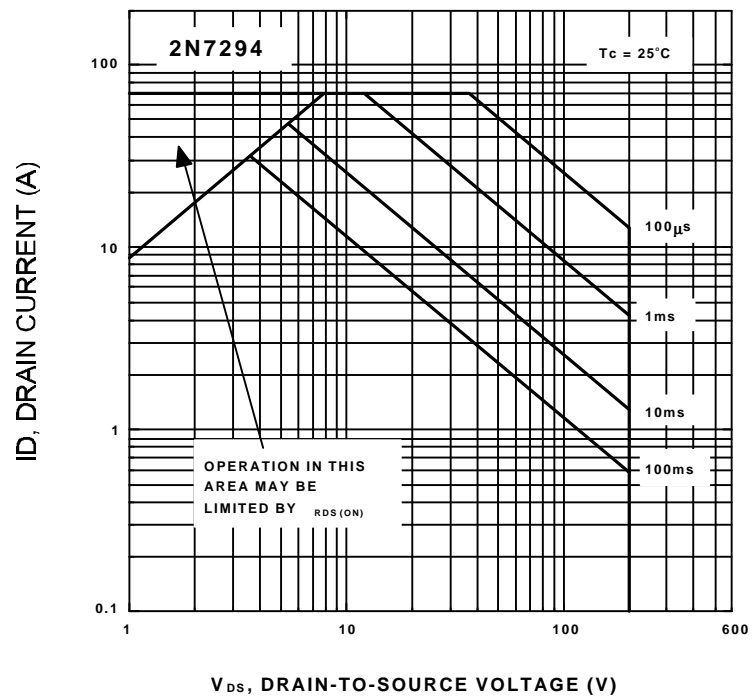 2N7294
Tc = 25°C
100
10
1
0.1
ID, DRAIN CURRENT (A)
100μs
1ms
10ms
100ms
OPERATION IN THIS
AREA MAY BE
LIMITED BY RDS(ON)
1
10
100
600
VDS, DRAIN-TO-SOURCE VOLTAGE (V)